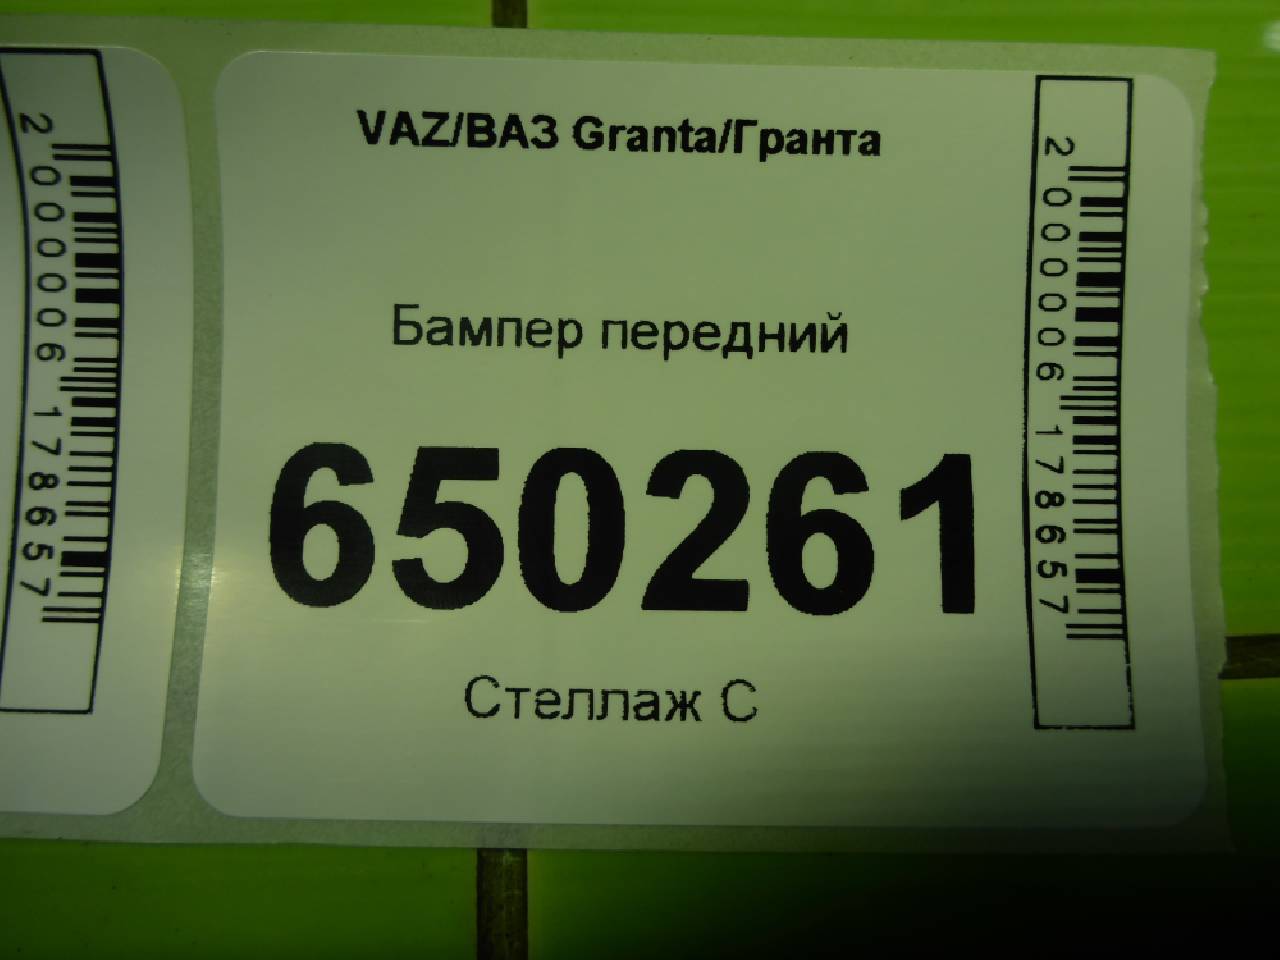 VAZ/ВАЗ Granta/Гранта
Бампер передний
650261
Стеллаж С
2000006178657
2000006178657